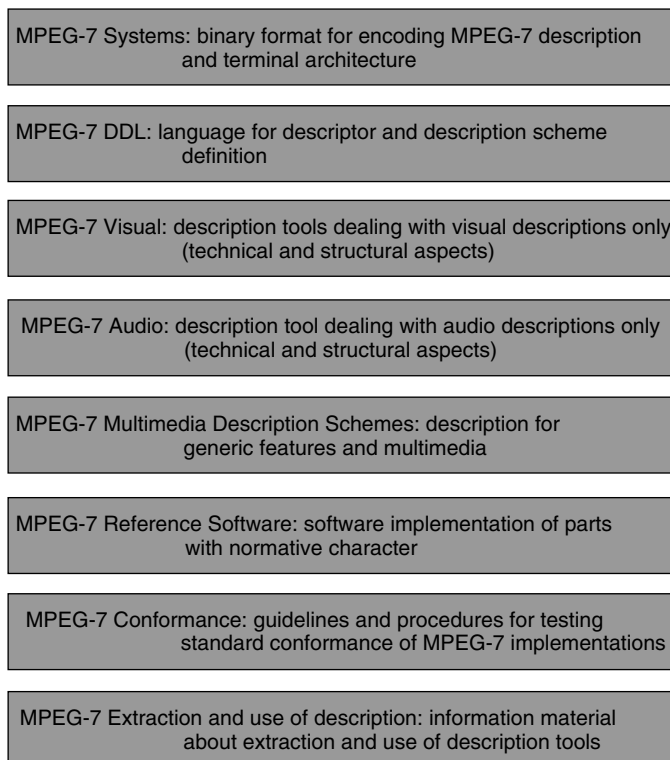 MPEG-7 Systems: binary format for encoding MPEG-7 description
and terminal architecture
MPEG-7 DDL: language for descriptor and description scheme
definition
MPEG-7 Visual: description tools dealing with visual descriptions only
(technical and structural aspects)
MPEG-7 Audio: description tool dealing with audio descriptions only
(technical and structural aspects)
MPEG-7 Multimedia Description Schemes: description for
generic features and multimedia
MPEG-7 Reference Software: software implementation of parts
with normative character
MPEG-7 Conformance: guidelines and procedures for testing
standard conformance of MPEG-7 implementations
MPEG-7 Extraction and use of description: information material
about extraction and use of description tools